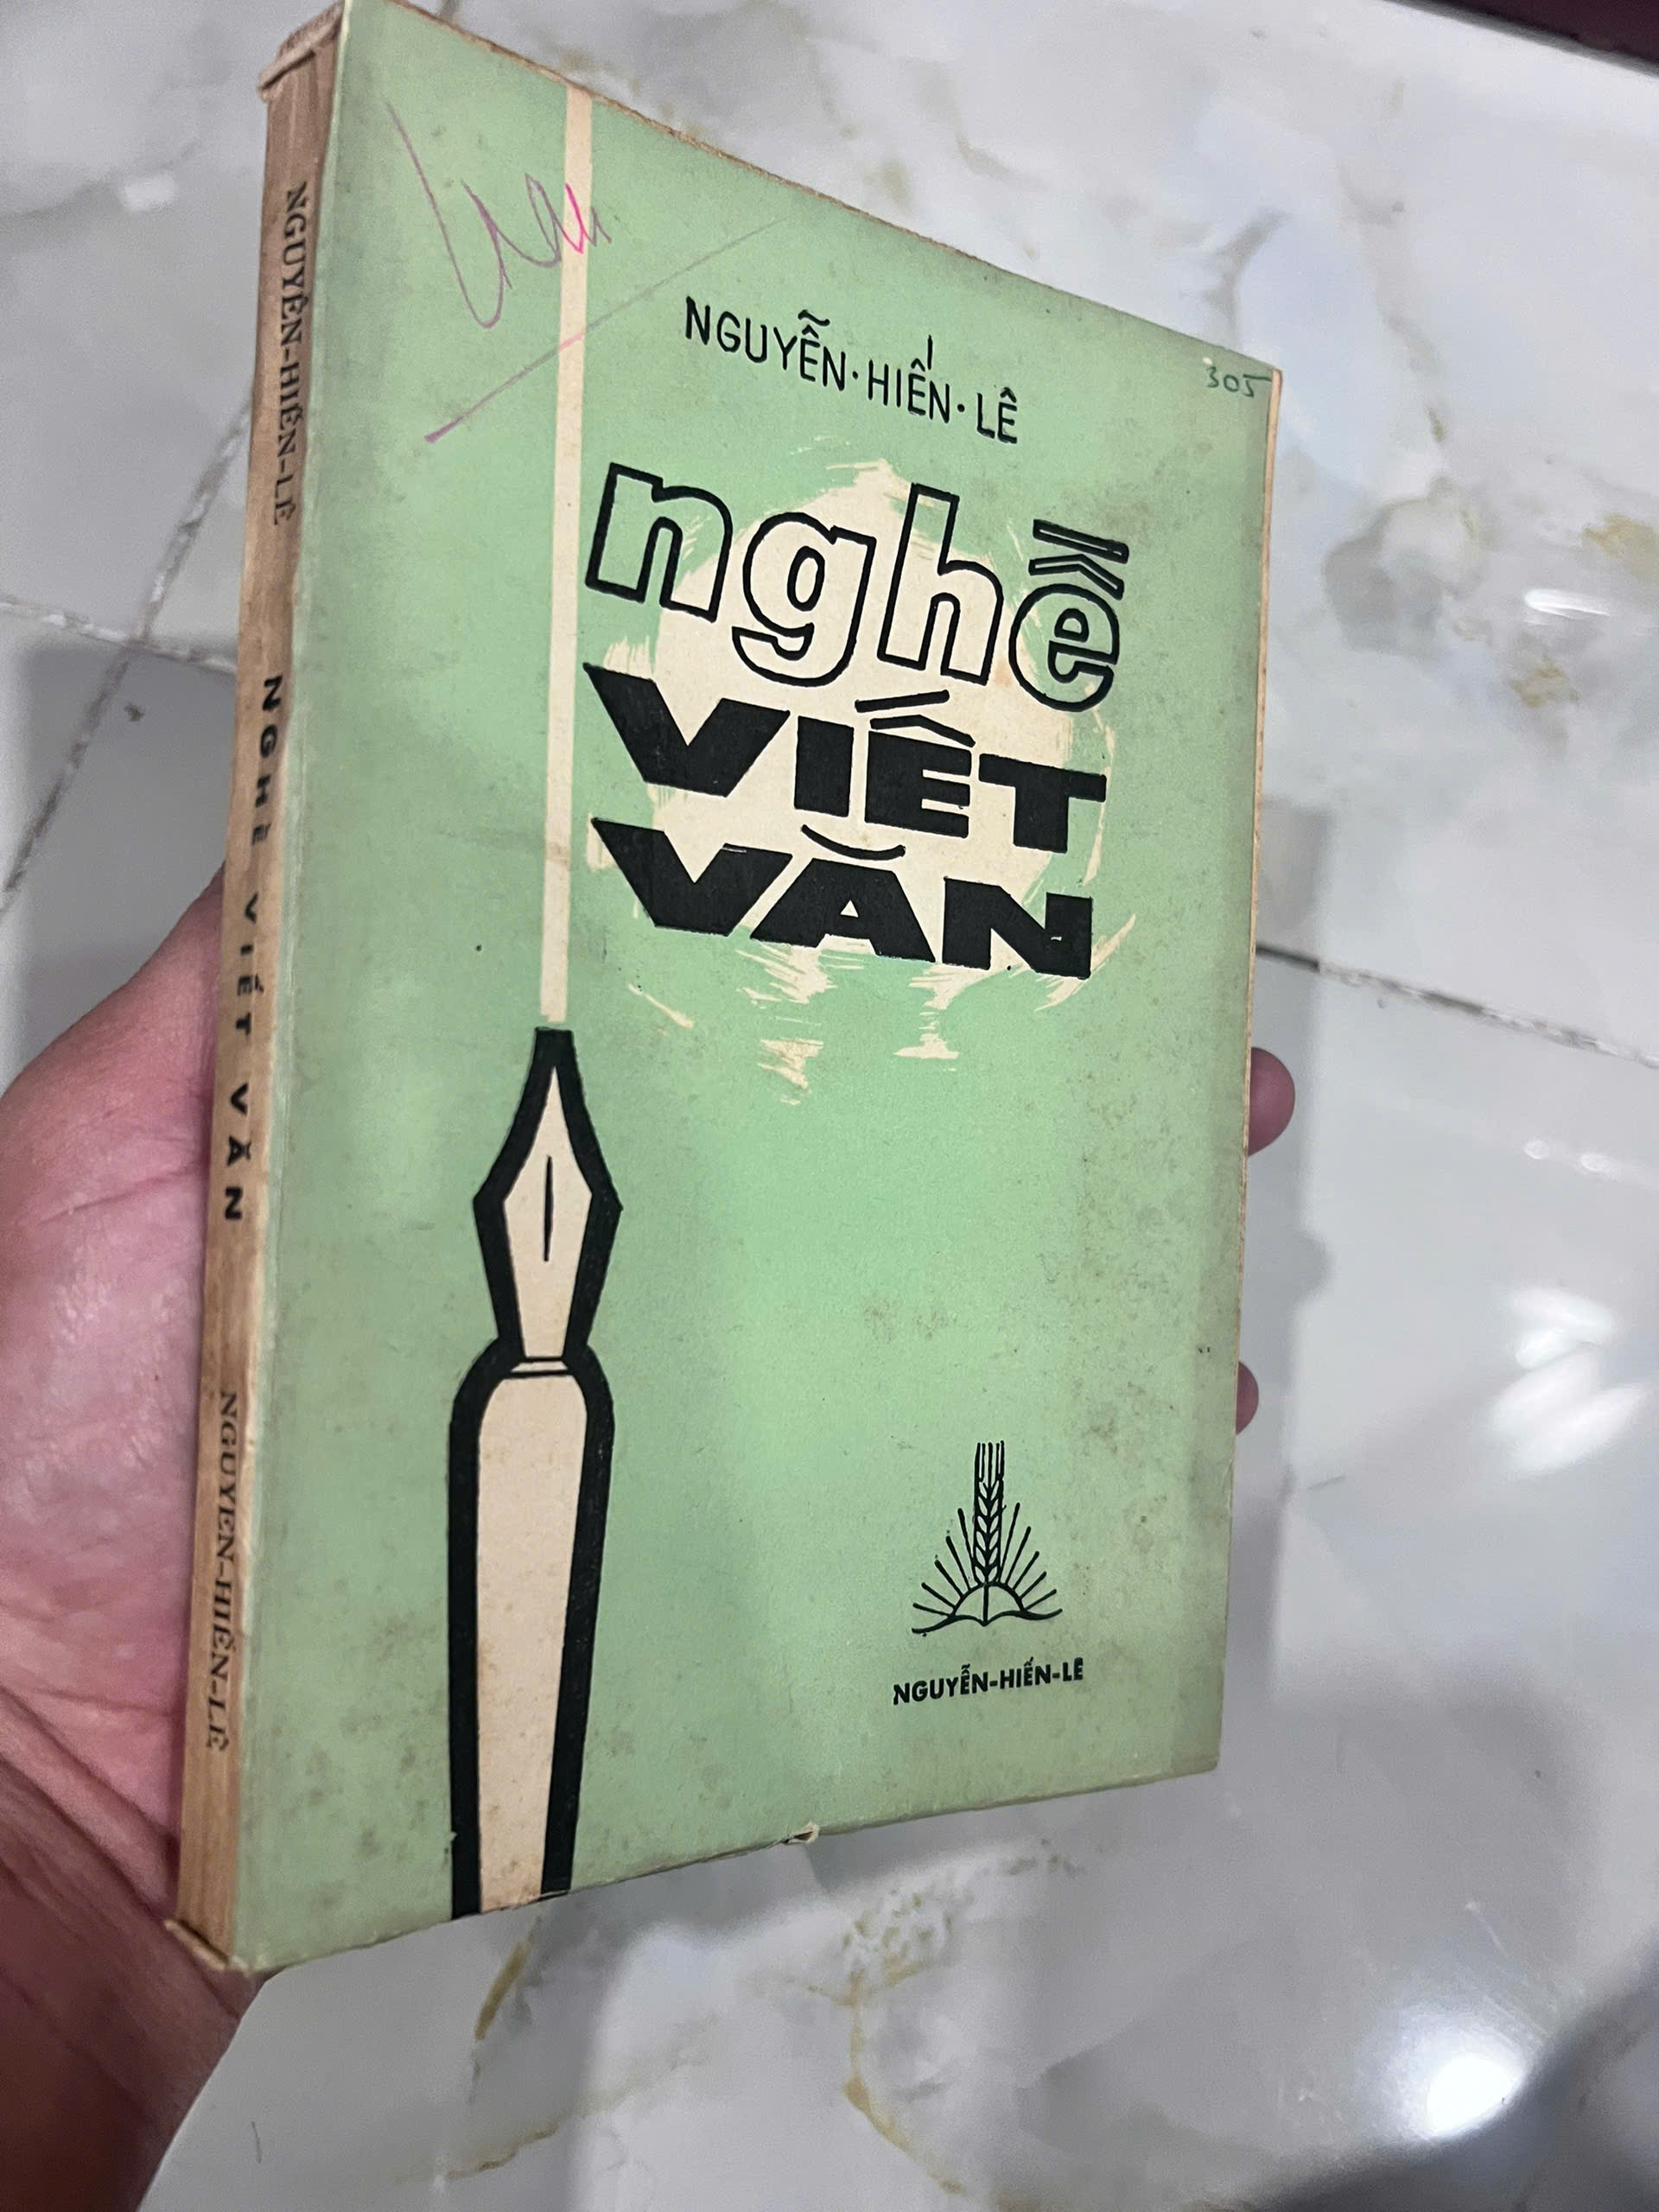 305
NGUYỄN·HIẾN·LÊ
nghề
VIẾT
VĂN
NGUYỄN-HIẾN-LÊ
NGUYỄN-HIẾN-LÊ
NGHỀ VIẾT VĂN
NGUYỄN-HIẾN-LÊ